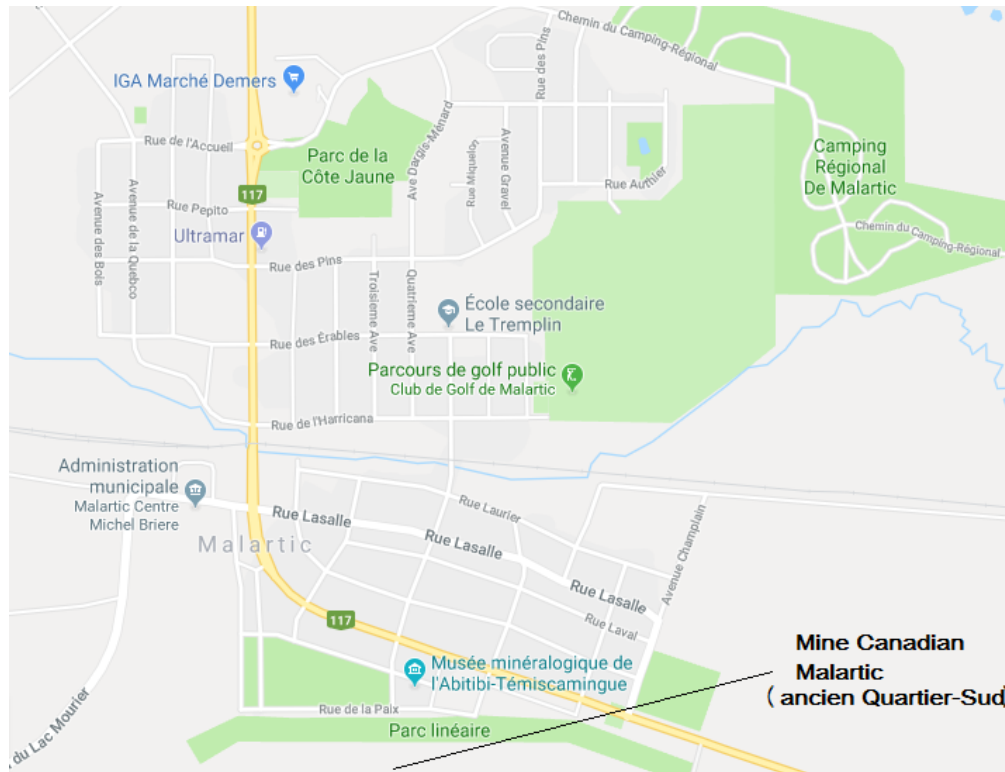 Chemin du Camping-Régional
IGA Marché Demers
Rue des Pins
Rue de l'Accueil
Parc de la
Côte Jaune
Ave Dargis-Ménard
Rue Miquelon
Avenue Gravel
Camping
Régional
De Malartic
117
Rue Authier
Avenue des Bois
Avenue de la Quebco
Rue Pepito
Ultramar
Chemin du Camping-Régional
Rue des Pins
Troisieme Ave
Quatrieme Ave
École secondaire
Le Tremplin
Rue des Érables
Parcours de golf public
Club de Golf de Malartic
Rue de l'Harricana
Administration
municipale
Malartic Centre
Michel Briere
Rue Laurier
Rue Lasalle
Malartic
Rue Lasalle
Avenue Champlain
Rue Lasalle
117
Rue Laval
Mine Canadian
Malartic
(ancien Quartier-Sud)
Musée minéralogique de
l'Abitibi-Témiscamingue
Rue de la Paix
Parc linéaire
du Lac Mourier